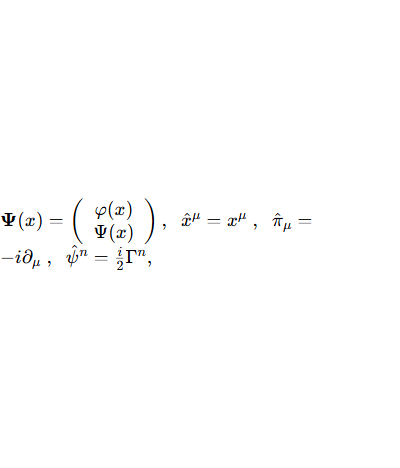 𝚿(x) = ( φ(x) Ψ(x) ) , x̂^μ = x^μ , π̂_μ =
−i∂_μ , ψ̂^n = i/2 Γ^n,